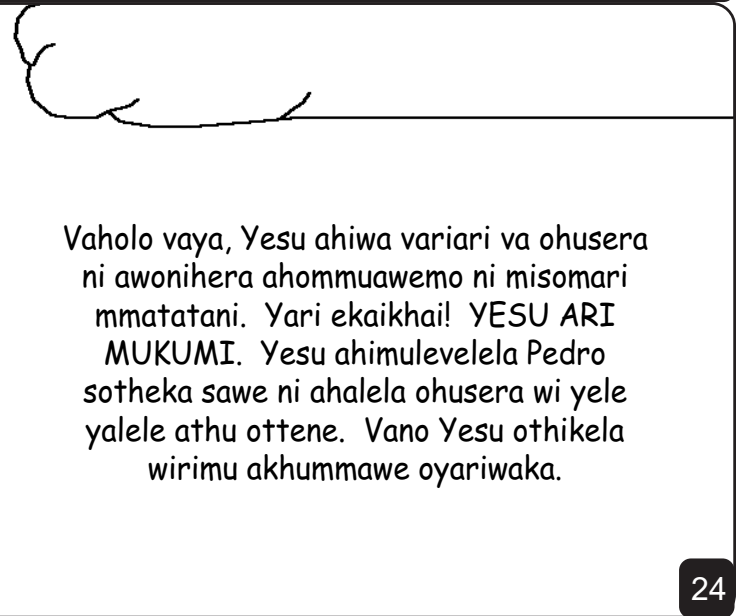 Vaholo vaya, Yesu ahiwa variari va ohusera
ni awonihera ahommuawemo ni misomari
mmatatani.  Yari ekaikhai!  YESU ARI
MUKUMI.  Yesu ahimulevelela Pedro
sotheka sawe ni ahalela ohusera wi yele
yalele athu ottene.  Vano Yesu othikela
wirimu akhummawe oyariwaka.
24